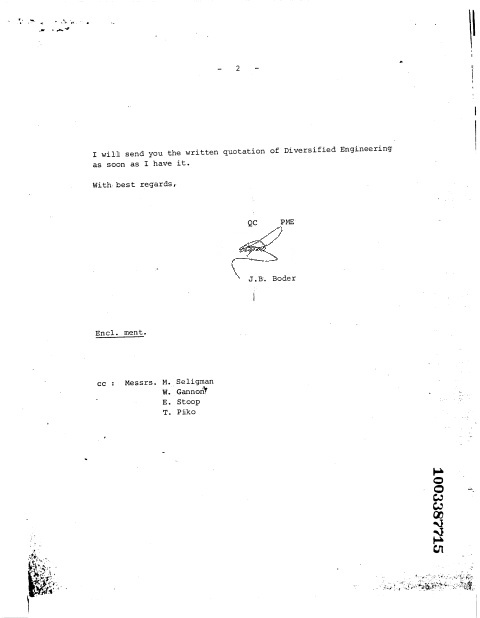 - 2 -
I will send you the written quotation of Diversified Engineering
as soon as I have it.
With best regards,
QC PME
J.B. Boder
Encl. ment.
cc : Messrs. M. Seligman
W. Gannon
E. Stoop
T. Piko
1003387715